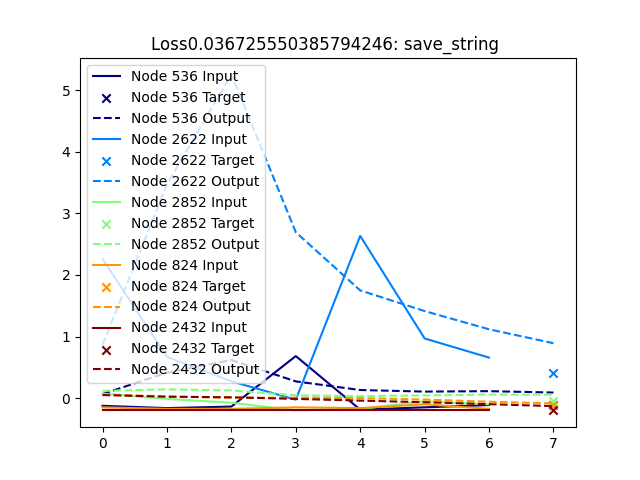 Loss0.036725550385794246: save_string
Node 536 Input
Node 536 Target
Node 536 Output
Node 2622 Input
Node 2622 Target
Node 2622 Output
Node 2852 Input
Node 2852 Target
Node 2852 Output
Node 824 Input
Node 824 Target
Node 824 Output
Node 2432 Input
Node 2432 Target
Node 2432 Output
5
4
3
2
1
0
0 1 2 3 4 5 6 7